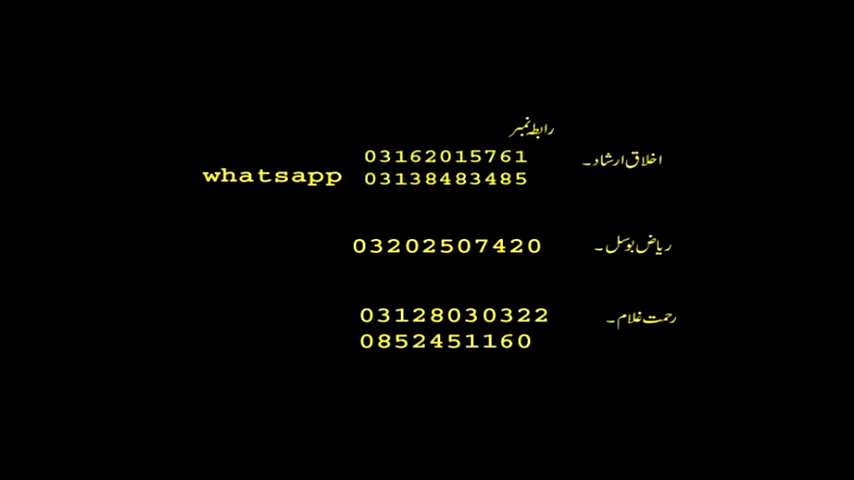 رابطہ نمبر
اخلاق ارشاد۔ 03162015761
whatsapp 03138483485
ریاض بوسل۔ 03202507420
رحمت غلام۔ 03128030322
0852451160